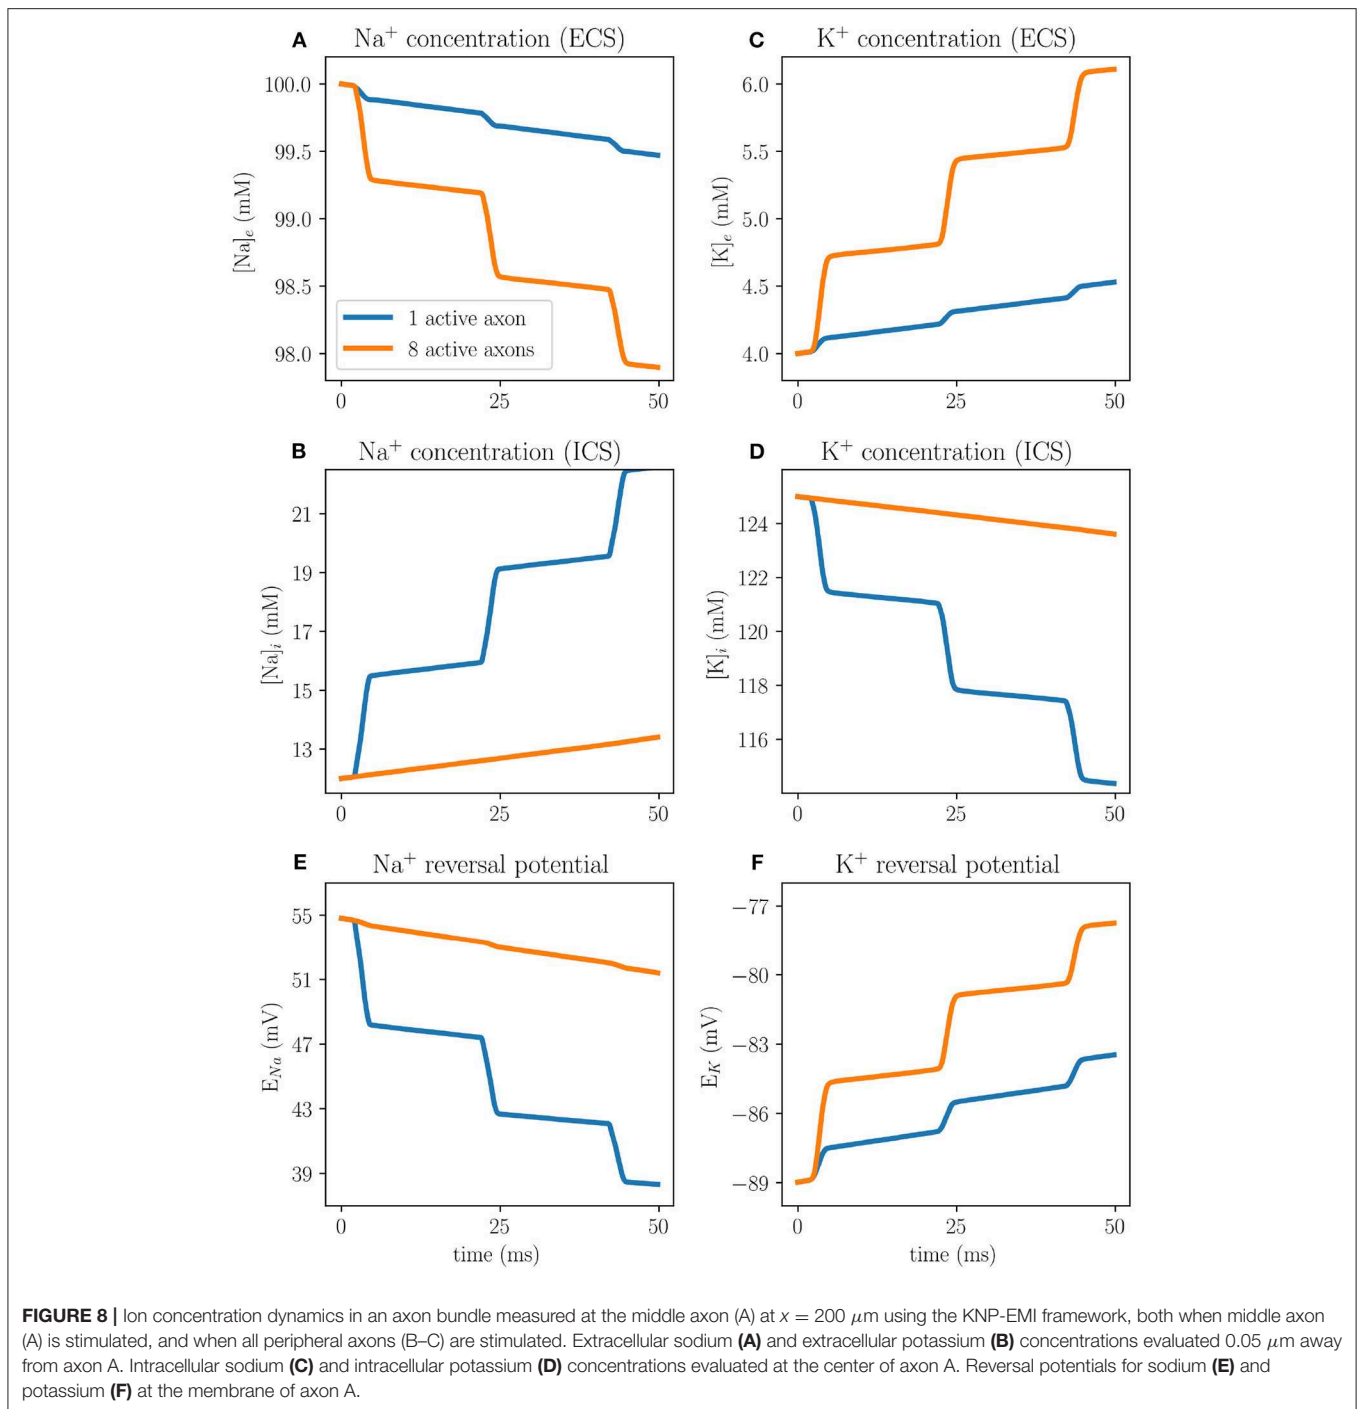 A Na+ concentration (ECS)
100.0
99.5
99.0
98.5
98.0
[Na]e (mM)
1 active axon
8 active axons
0 25 50
C K+ concentration (ECS)
6.0
5.5
5.0
4.5
4.0
[K]e (mM)
0 25 50
B Na+ concentration (ICS)
21
19
17
15
13
[Na]i (mM)
0 25 50
D K+ concentration (ICS)
124
122
120
118
116
[K]i (mM)
0 25 50
E Na+ reversal potential
55
51
47
43
39
ENa (mV)
0 25 50
time (ms)
F K+ reversal potential
−77
−80
−83
−86
−89
EK (mV)
0 25 50
time (ms)
FIGURE 8 | Ion concentration dynamics in an axon bundle measured at the middle axon (A) at x = 200 μm using the KNP-EMI framework, both when middle axon
(A) is stimulated, and when all peripheral axons (B–C) are stimulated. Extracellular sodium (A) and extracellular potassium (B) concentrations evaluated 0.05 μm away
from axon A. Intracellular sodium (C) and intracellular potassium (D) concentrations evaluated at the center of axon A. Reversal potentials for sodium (E) and
potassium (F) at the membrane of axon A.